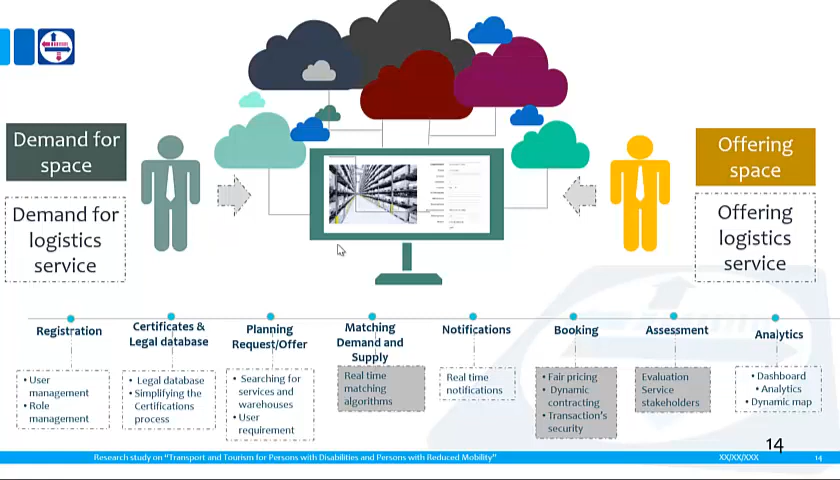 Demand for
space
Demand for
logistics
service
Offering
space
Offering
logistics
service
Registration
Certificates &
Legal database
Planning
Request/Offer
Matching
Demand and
Supply
Notifications
Booking
Assessment
Analytics
• User
management
• Role
management
• Legal database
• Simplifying the
Certifications
process
• Searching for
services and
warehouses
• User
requirement
Real time
matching
algorithms
Real time
notifications
• Fair pricing
• Dynamic
contracting
• Transaction's
security
Evaluation
Service
stakeholders
• Dashboard
• Analytics
• Dynamic map
14
Research study on "Transport and Tourism for Persons with Disabilities and Persons with Reduced Mobility"
XX/XX/XXX
14